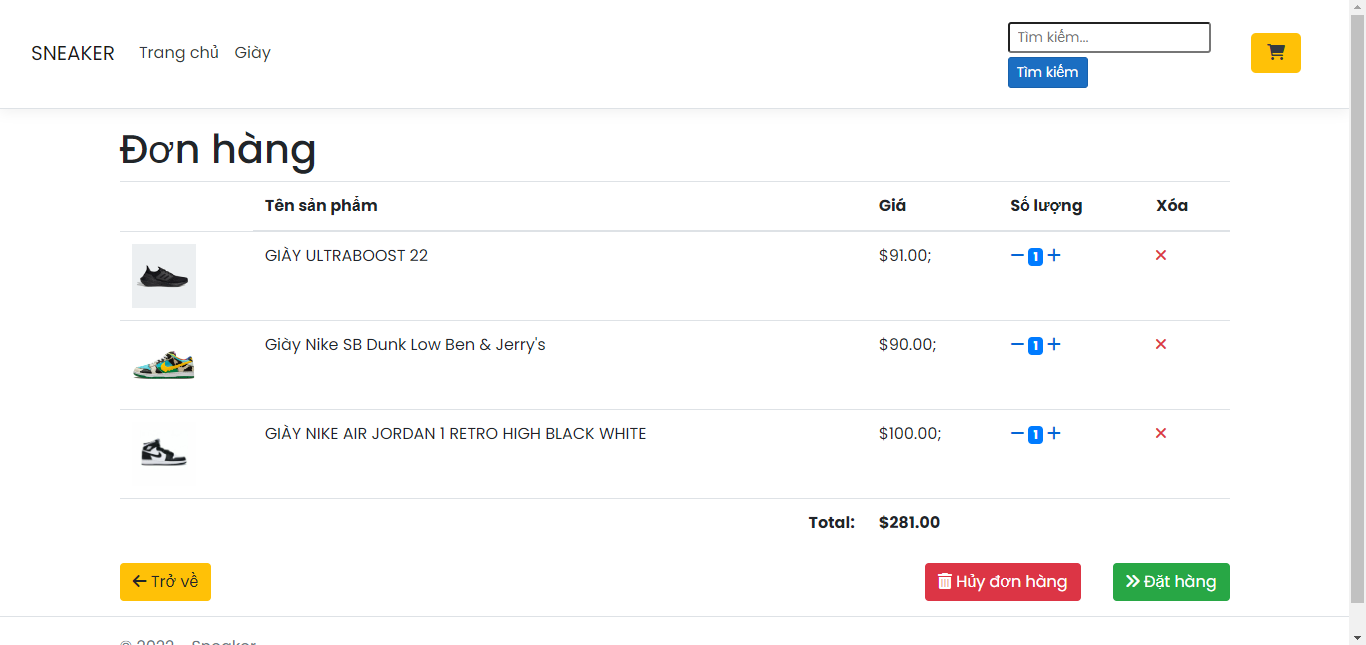 SNEAKER Trang chủ Giày
Tìm kiếm...
Tìm kiếm
Đơn hàng
Tên sản phẩm Giá Số lượng Xóa
GIÀY ULTRABOOST 22 $91.00; 1
Giày Nike SB Dunk Low Ben & Jerry's $90.00; 1
GIÀY NIKE AIR JORDAN 1 RETRO HIGH BLACK WHITE $100.00; 1
Total: $281.00
Trở về Hủy đơn hàng Đặt hàng